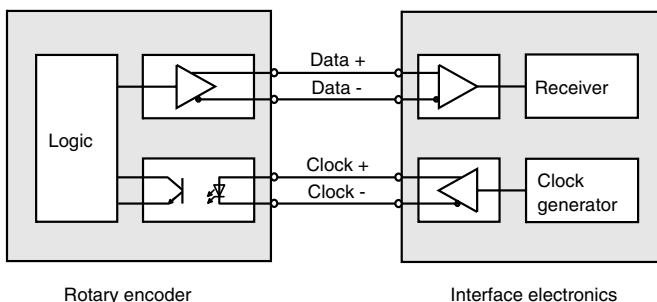 Data +
Data -
Receiver
Logic
Clock +
Clock -
Clock
generator
Rotary encoder
Interface electronics